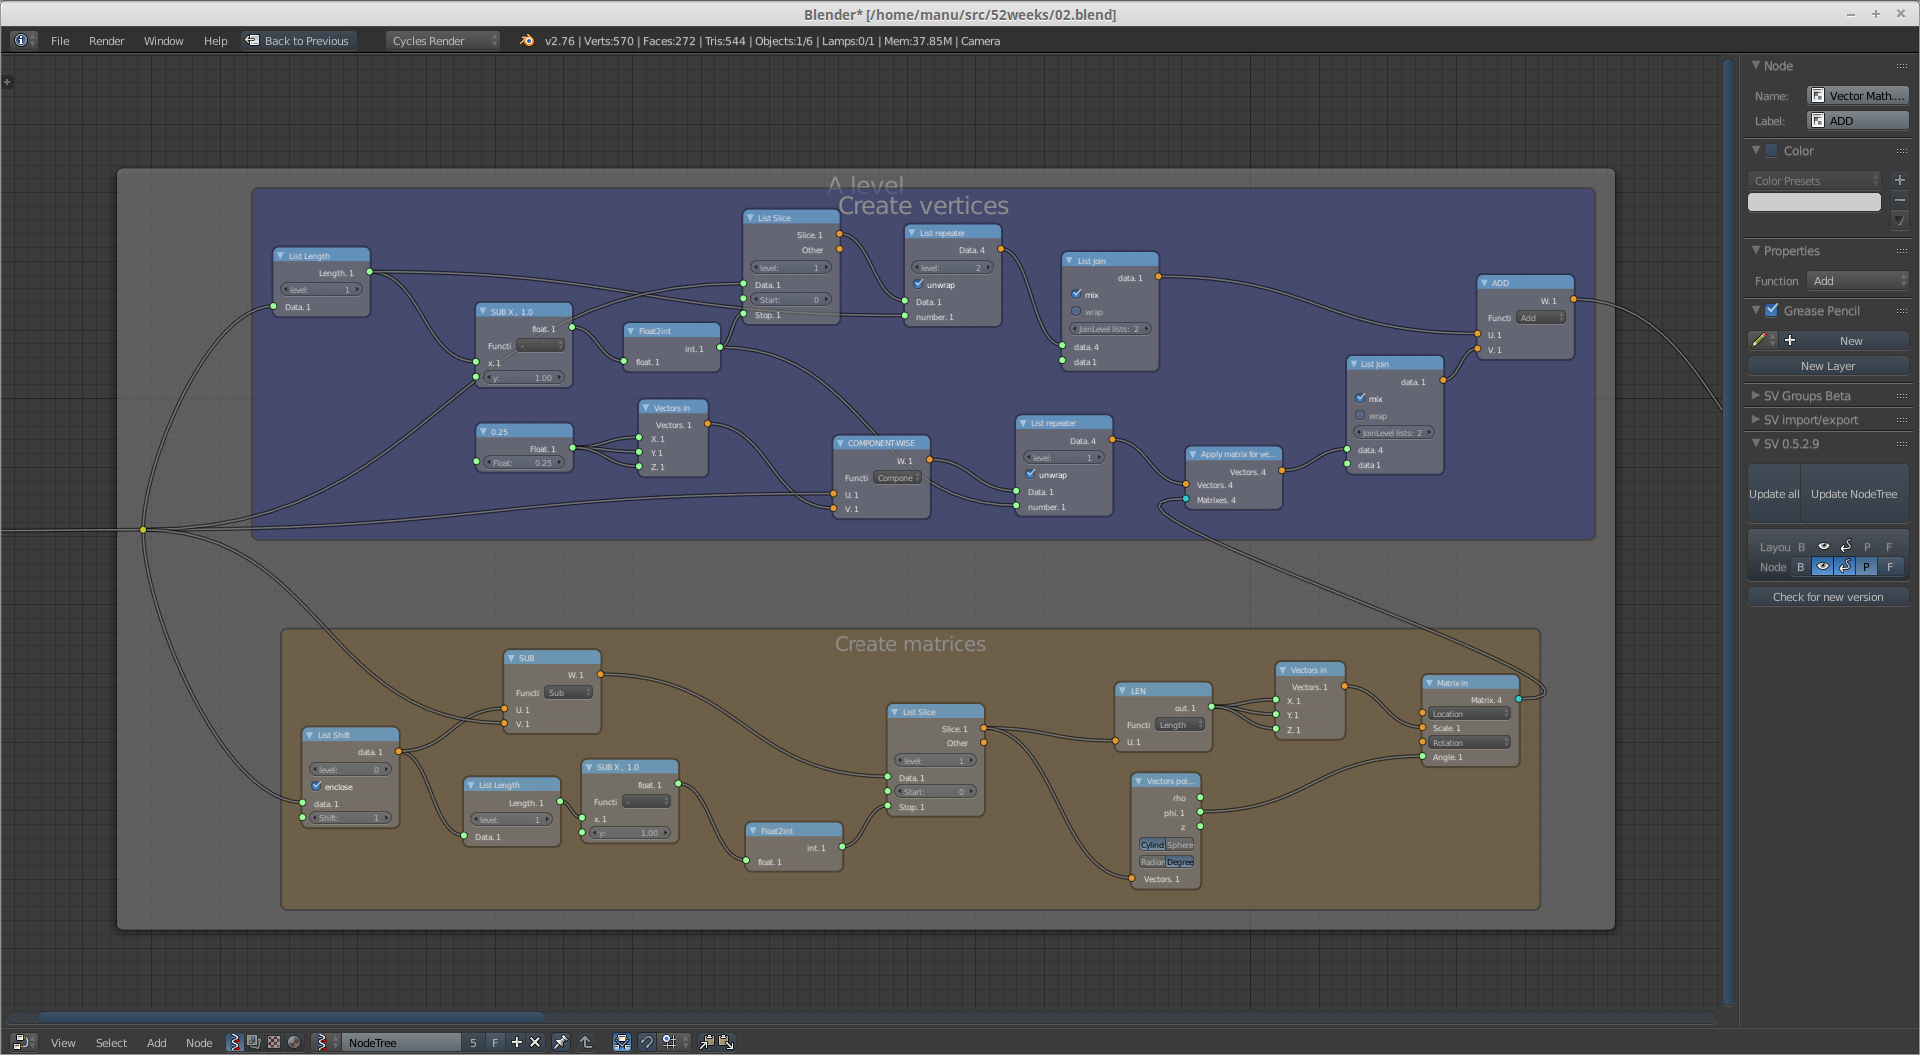 Blender* [/home/manu/src/52weeks/02.blend]
File Render Window Help Back to Previous Cycles Render v2.76 | Verts:570 | Faces:272 | Tris:544 | Objects:1/6 | Lamps:0/1 | Mem:37.85M | Camera
A level
Create vertices
List Length
Length. 1
level: 1
Data. 1
SUB X , 1.0
float. 1
Functi -
x. 1
y: 1.00
Float2int
int. 1
float. 1
List Slice
Slice. 1
Other
level: 1
Data. 1
Start: 0
Stop. 1
List repeater
Data. 4
level: 2
unwrap
Data. 1
number. 1
List Join
data. 1
mix
wrap
JoinLevel lists: 2
data. 4
data 1
ADD
W. 1
Functi Add
U. 1
V. 1
0.25
Float. 1
Float: 0.25
Vectors in
Vectors. 1
X. 1
Y. 1
Z. 1
COMPONENT-WISE
W. 1
Functi Compone
U. 1
V. 1
List repeater
Data. 4
level: 1
unwrap
Data. 1
number. 1
Apply matrix for ve...
Vectors. 4
Vectors. 4
Matrixes. 4
List Join
data. 1
mix
wrap
JoinLevel lists: 2
data. 4
data 1
Create matrices
List Shift
data. 1
level: 0
enclose
data. 1
Shift: 1
SUB
W. 1
Functi Sub
U. 1
V. 1
List Length
Length. 1
level: 1
Data. 1
SUB X , 1.0
float. 1
Functi -
x. 1
y: 1.00
Float2int
int. 1
float. 1
List Slice
Slice. 1
Other
level: 1
Data. 1
Start: 0
Stop. 1
LEN
out. 1
Functi Length
U. 1
Vectors pol...
rho
phi. 1
z
Cylind Sphere
Radian Degree
Vectors. 1
Vectors in
Vectors. 1
X. 1
Y. 1
Z. 1
Matrix in
Matrix. 4
Location
Scale. 1
Rotation
Angle. 1
Node
Name: Vector Math....
Label: ADD
Color
Color Presets
Properties
Function Add
Grease Pencil
New
New Layer
SV Groups Beta
SV import/export
SV 0.5.2.9
Update all Update NodeTree
Layou B P F
Node B P F
Check for new version
View Select Add Node NodeTree 5 F